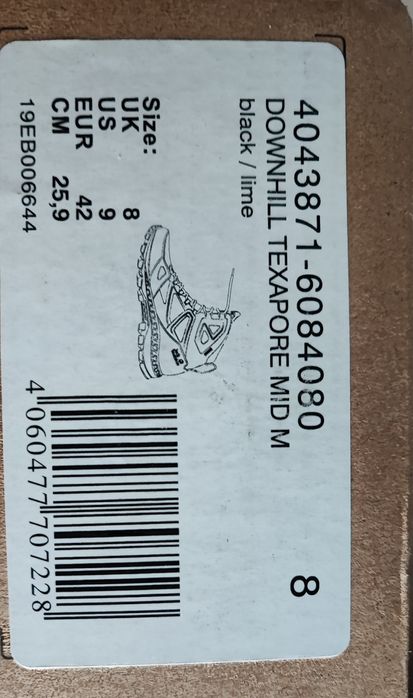 4043871-6084080
DOWNHILL TEXAPORE MID M
black / lime
8
Size:
UK 8
US 9
EUR 42
CM 25,9
19EB006644
4 060477 707228